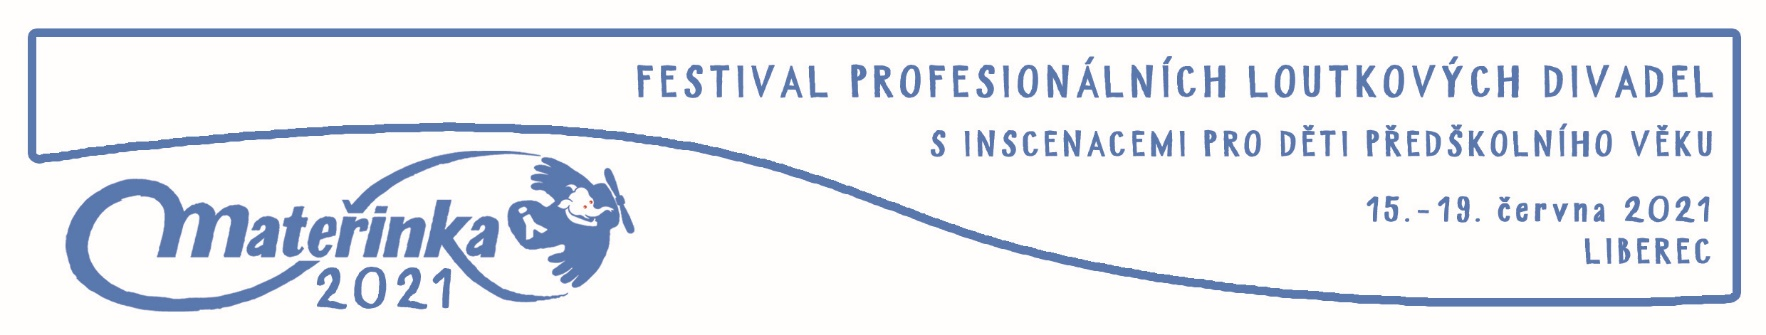 FESTIVAL PROFESIONÁLNÍCH LOUTKOVÝCH DIVADEL
S INSCENACEMI PRO DĚTI PŘEDŠKOLNÍHO VĚKU
15.-19. června 2021
LIBEREC
Mateřinka
2021